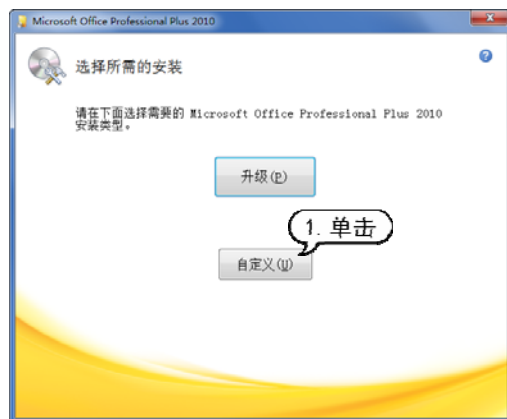 Microsoft Office Professional Plus 2010
选择所需的安装
请在下面选择需要的 Microsoft Office Professional Plus 2010
安装类型。
升级(P)
1. 单击
自定义(U)